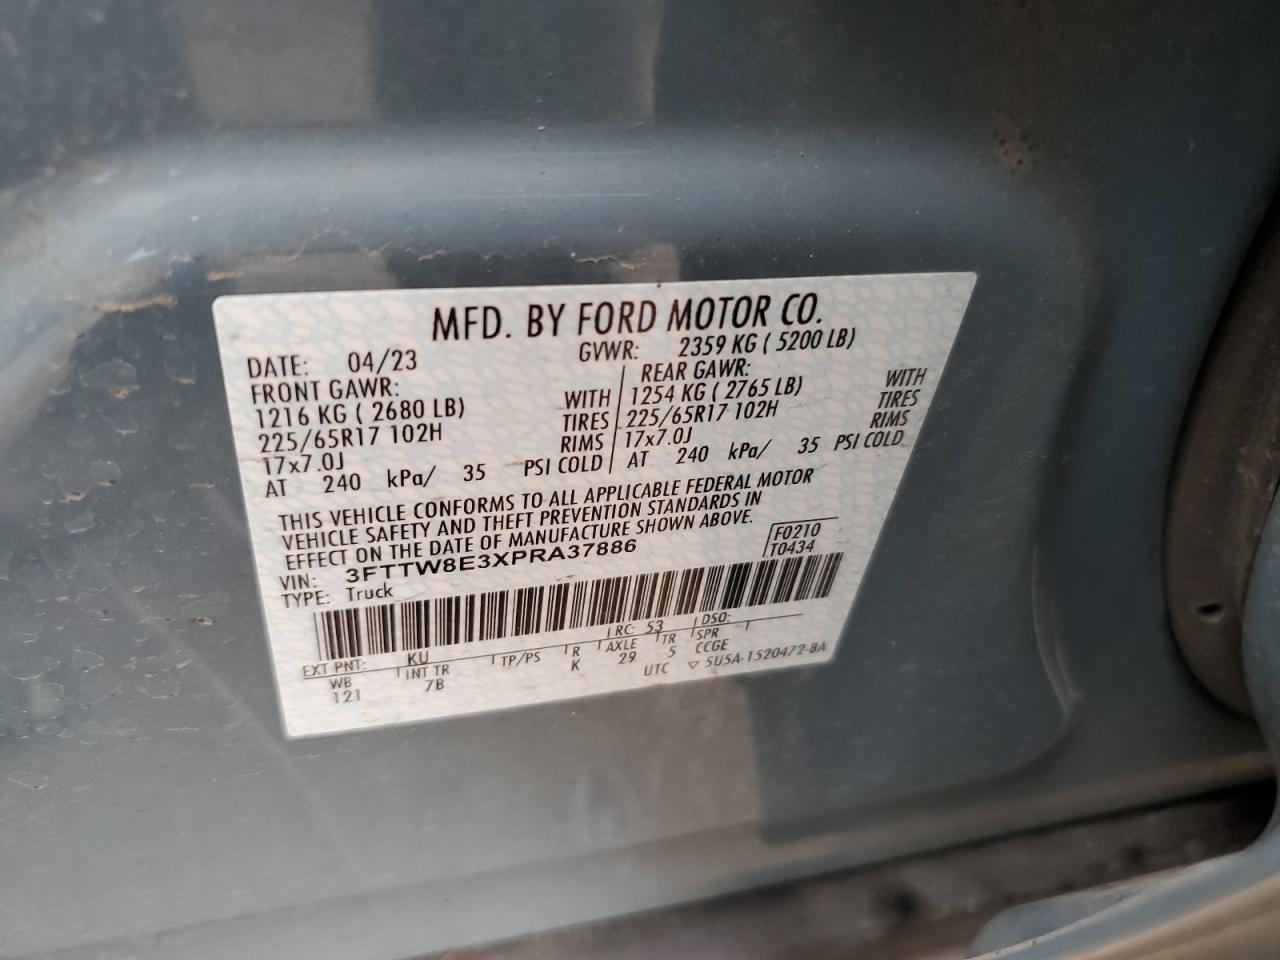 MFD. BY FORD MOTOR CO.
DATE: 04/23 GVWR: 2359 KG ( 5200 LB)
FRONT GAWR: REAR GAWR:
1216 KG ( 2680 LB) WITH 1254 KG ( 2765 LB) WITH
225/65R17 102H TIRES 225/65R17 102H TIRES
17x7.0J RIMS 17x7.0J RIMS
AT 240 kPa/ 35 PSI COLD AT 240 kPa/ 35 PSI COLD
THIS VEHICLE CONFORMS TO ALL APPLICABLE FEDERAL MOTOR
VEHICLE SAFETY AND THEFT PREVENTION STANDARDS IN
EFFECT ON THE DATE OF MANUFACTURE SHOWN ABOVE.
VIN: 3FTTW8E3XPRA37886 F0210
TYPE: Truck T0434
EXT PNT: KU RC: 53 DSO:
WB INT TR TP/PS R AXLE TR SPR
121 7B K 29 5 CCGE
UTC ▽ 5U5A-1520472-BA